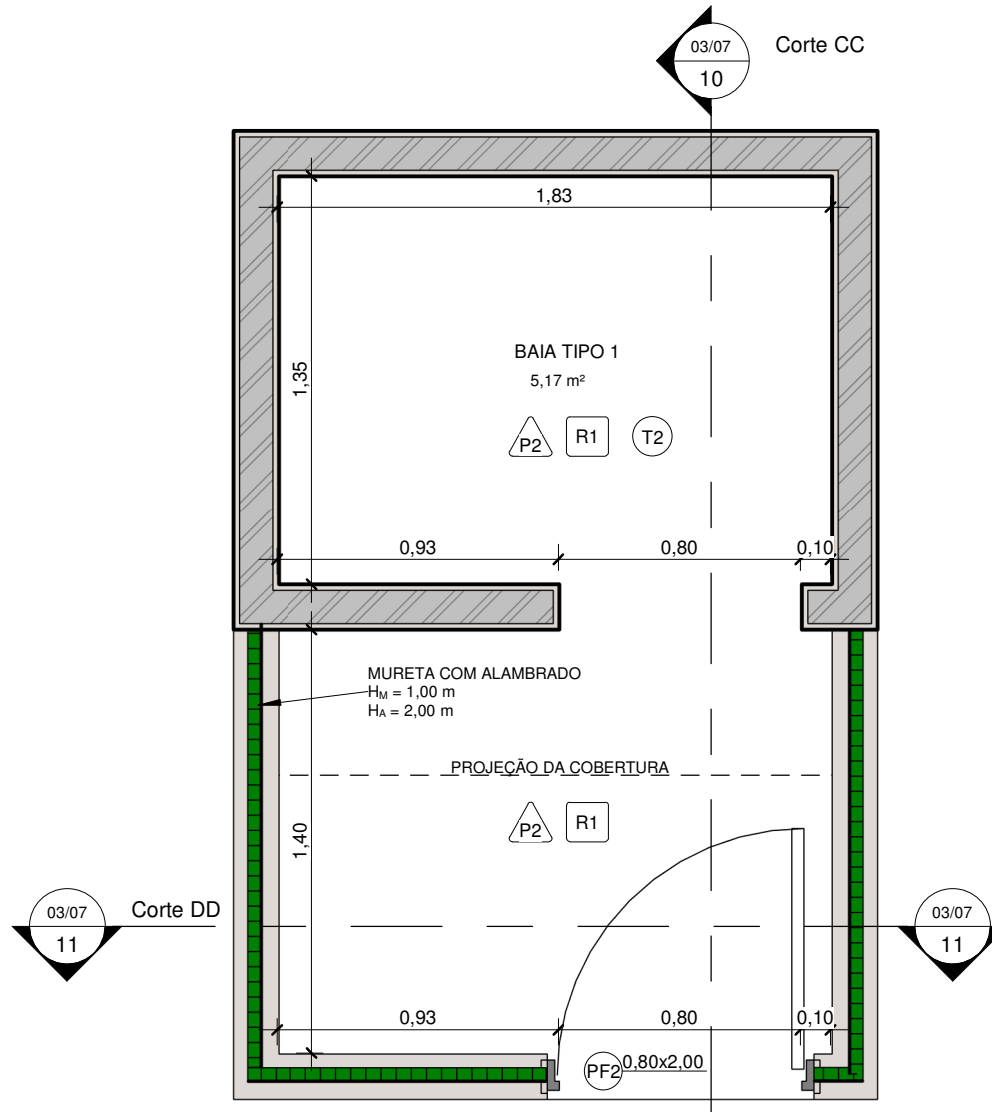 03/07
10
Corte CC
1,83
1,35
BAIA TIPO 1
5,17 m²
P2 R1 T2
0,93 0,80 0,10
MURETA COM ALAMBRADO
HM = 1,00 m
HA = 2,00 m
PROJEÇÃO DA COBERTURA
P2 R1
1,40
03/07
11
Corte DD
03/07
11
0,93 0,80 0,10
PF2 0,80x2,00